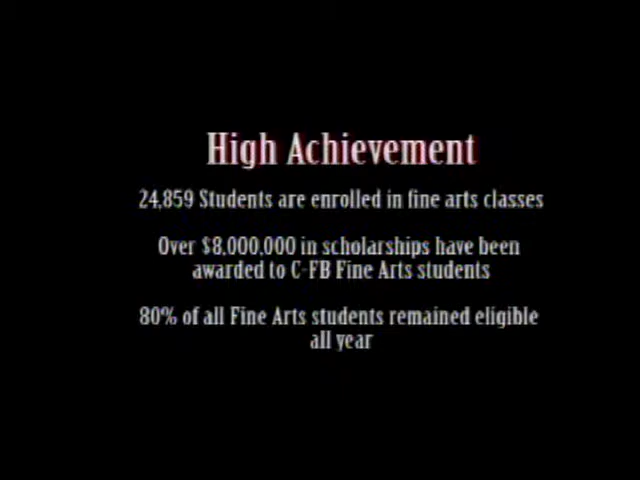 High Achievement
24,859 Students are enrolled in fine arts classes
Over $8,000,000 in scholarships have been
awarded to C-FB Fine Arts students
80% of all Fine Arts students remained eligible
all year